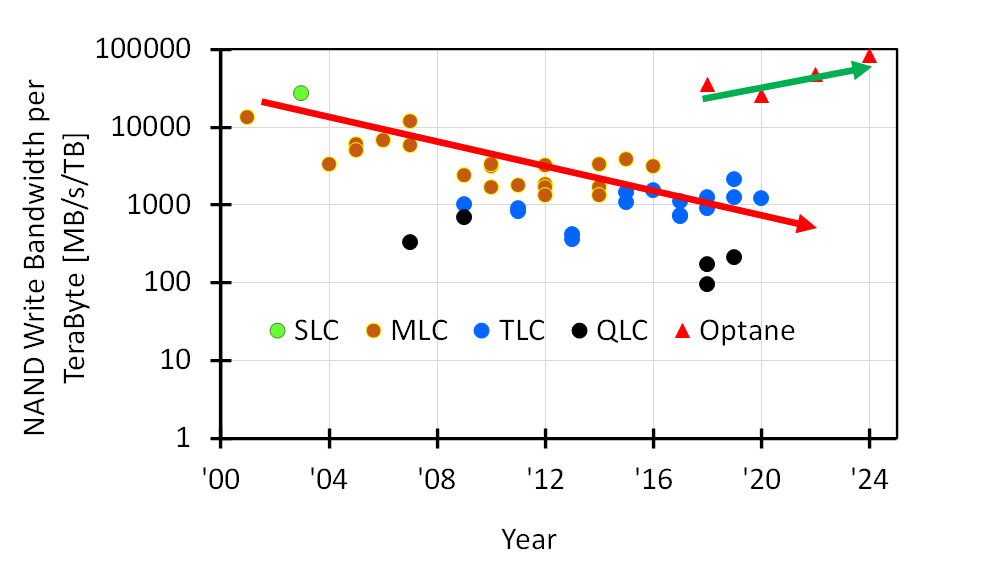 NAND Write Bandwidth per
TeraByte [MB/s/TB]
100000
10000
1000
100
10
1
SLC MLC TLC QLC Optane
'00 '04 '08 '12 '16 '20 '24
Year